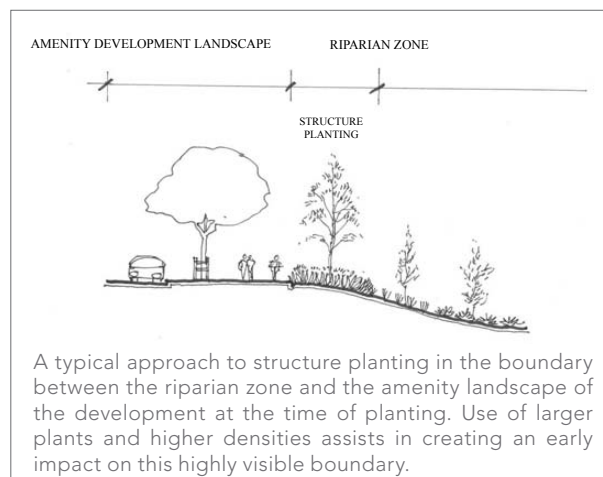 AMENITY DEVELOPMENT LANDSCAPE RIPARIAN ZONE
STRUCTURE
PLANTING
A typical approach to structure planting in the boundary
between the riparian zone and the amenity landscape of
the development at the time of planting. Use of larger
plants and higher densities assists in creating an early
impact on this highly visible boundary.